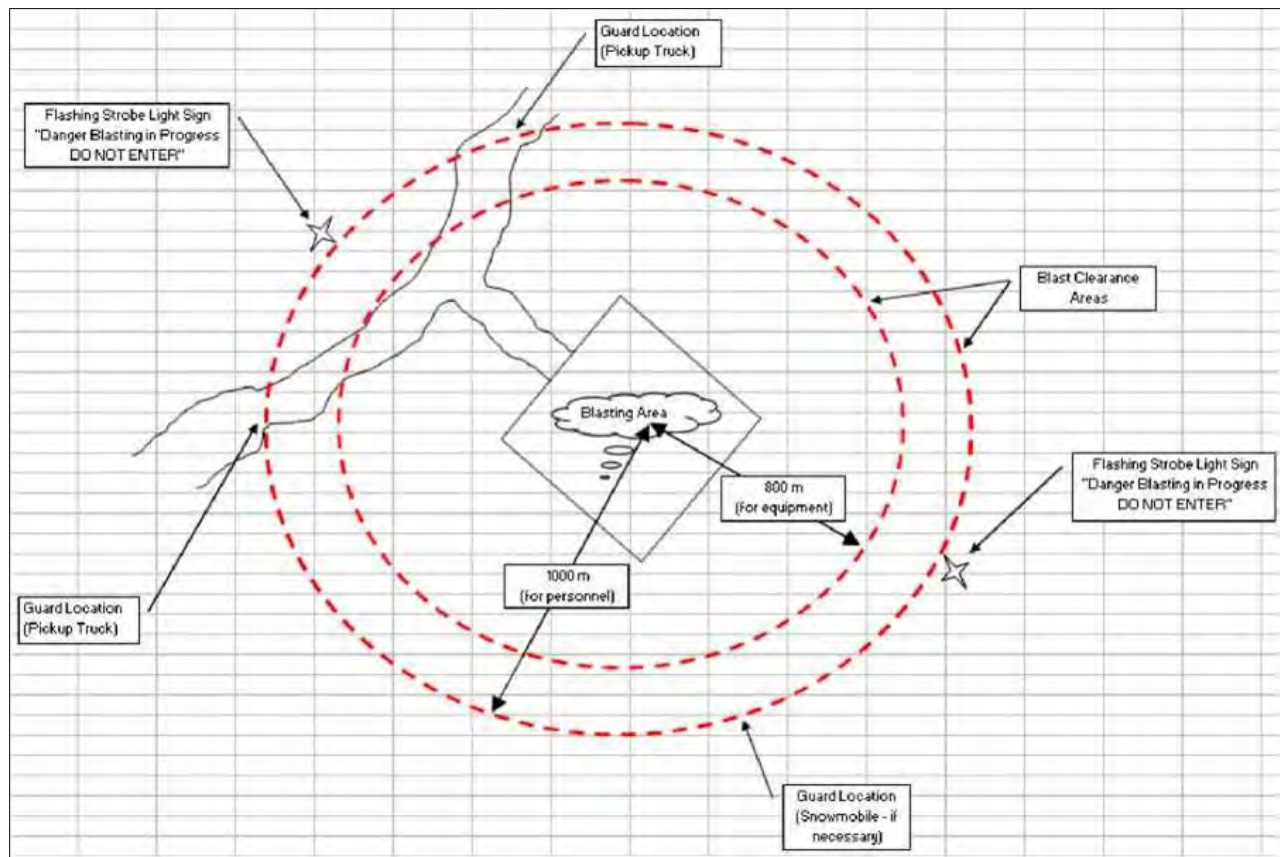 Guard Location
(Pickup Truck)
Flashing Strobe Light Sign
"Danger Blasting in Progress
DO NOT ENTER"
Blast Clearance
Areas
Blasting Area
800 m
(for equipment)
Flashing Strobe Light Sign
"Danger Blasting in Progress
DO NOT ENTER"
1000 m
(for personnel)
Guard Location
(Pickup Truck)
Guard Location
(Snowmobile - if
necessary)